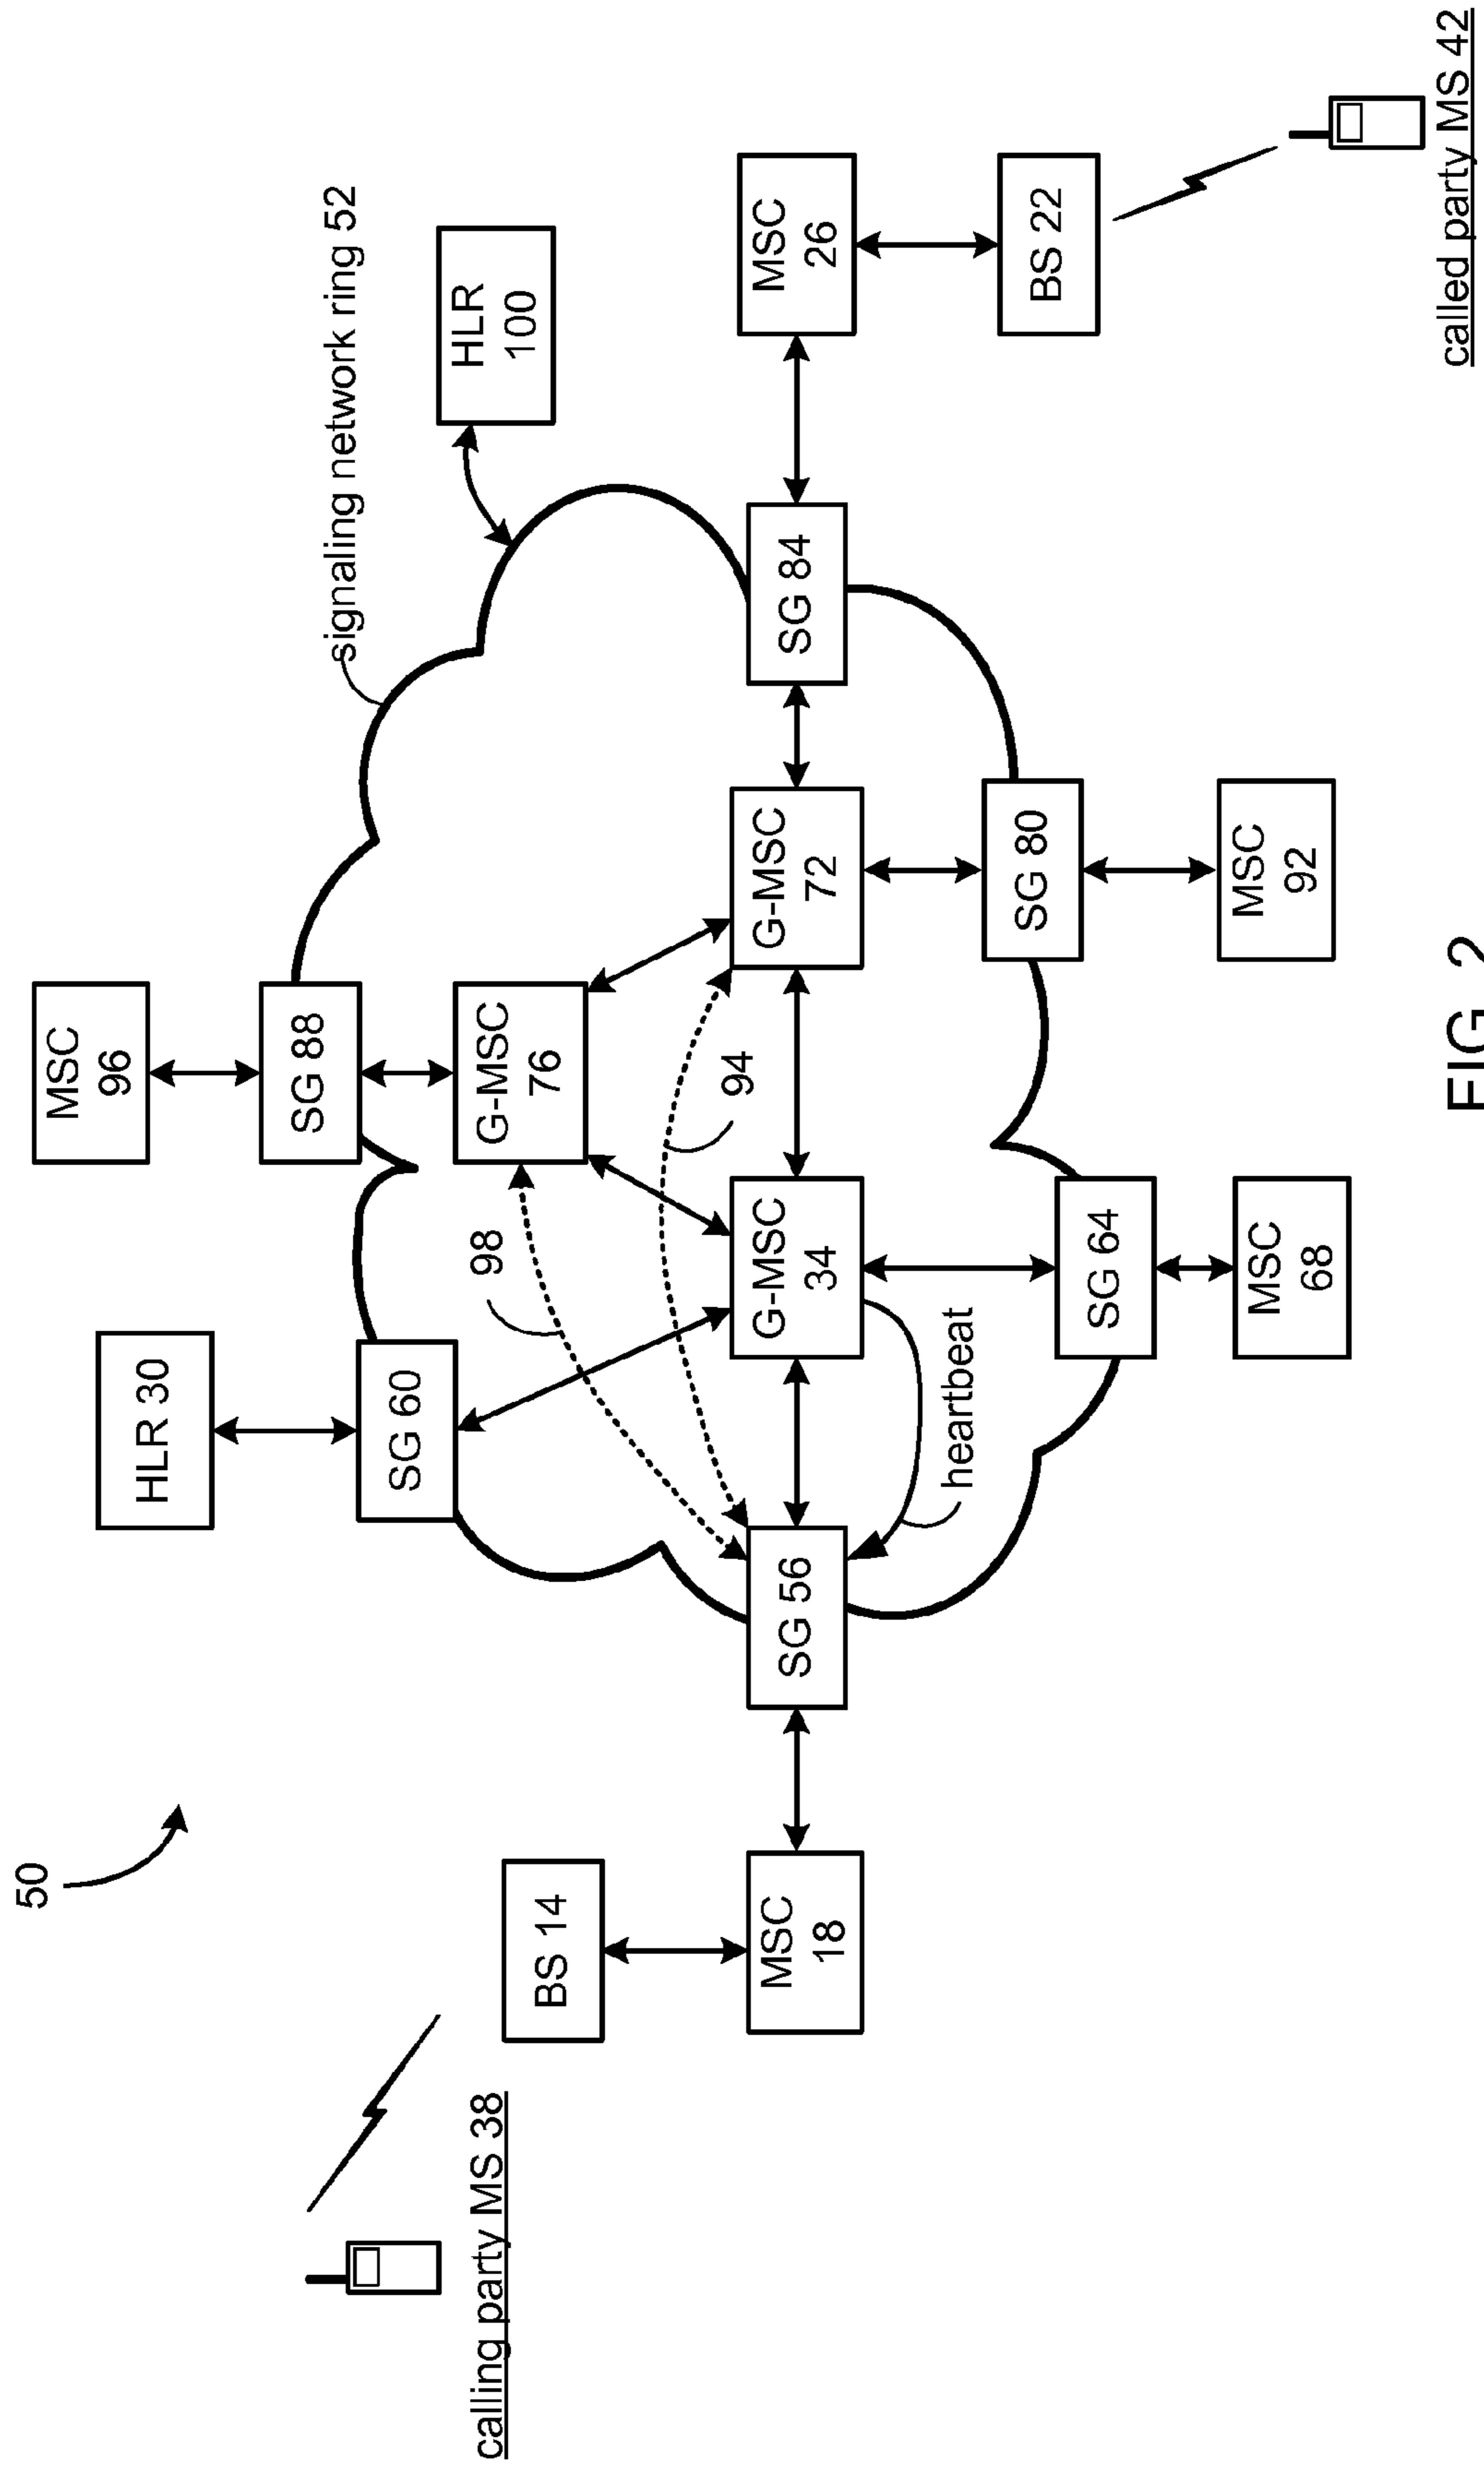 50
MSC
96
HLR 30
SG 88
signaling network ring 52
SG 60
G-MSC
76
HLR
100
calling party MS 38
BS 14
98
94
MSC
18
SG 56
G-MSC
34
G-MSC
72
SG 84
MSC
26
heartbeat
SG 64
SG 80
BS 22
MSC
68
MSC
92
called party MS 42
FIG. 2